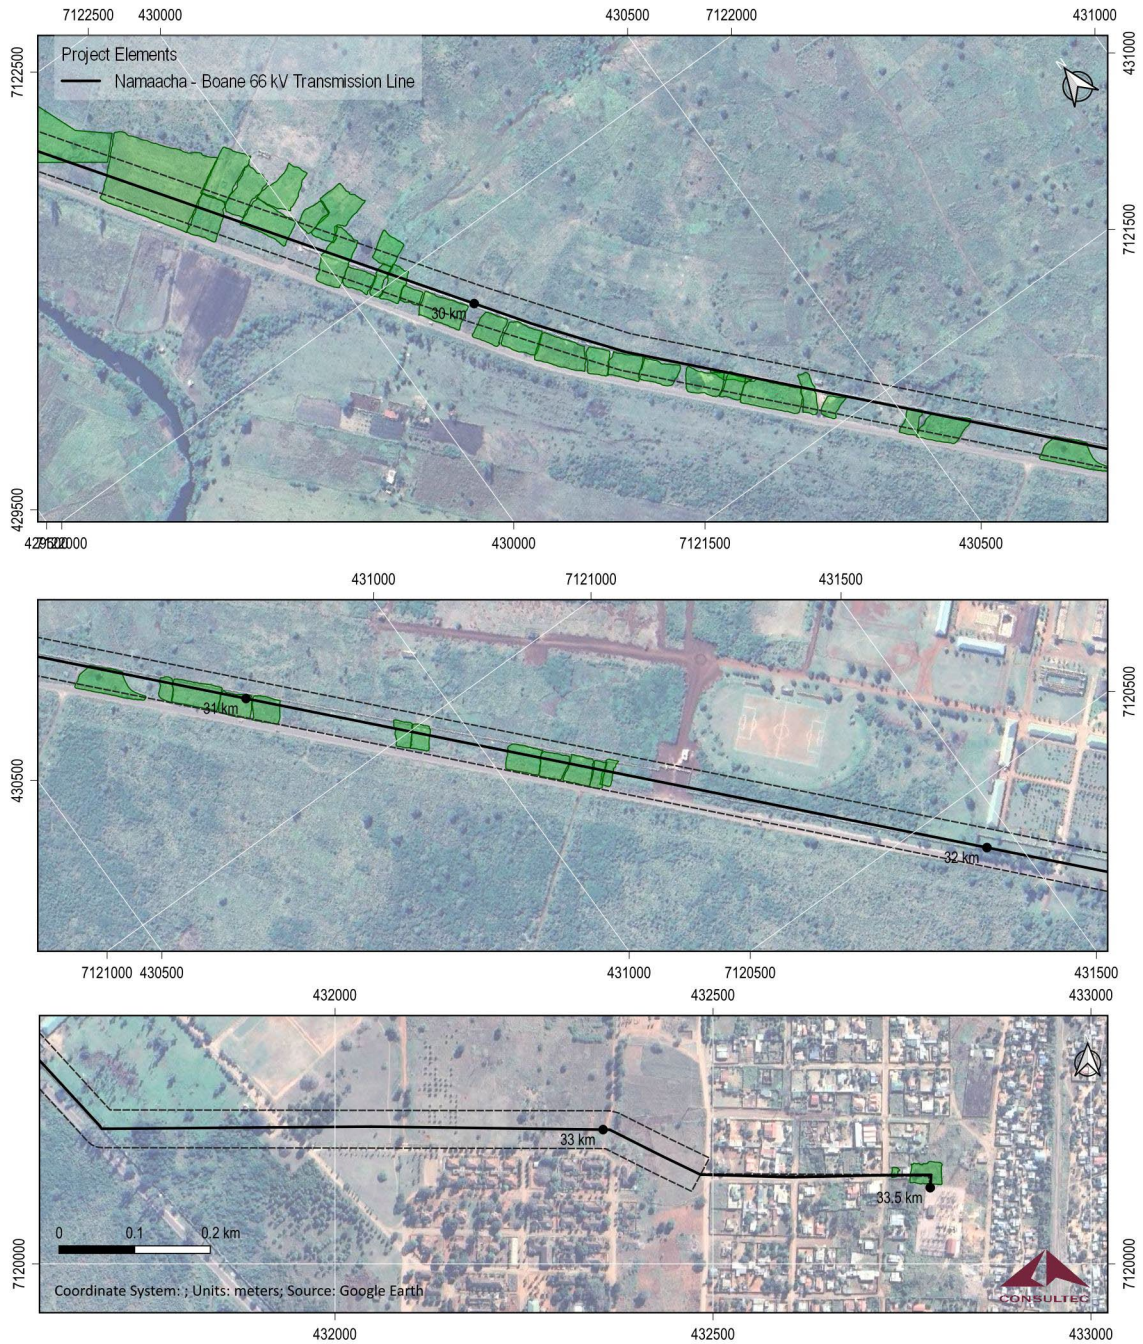 7122500 430000 430500 7122000 431000
Project Elements
Namaacha - Boane 66 kV Transmission Line
N
7122500
431000
7121500
30 km
429500
429500 7122000 430000 7121500 430500
431000 7121000 431500
7120500
31 km
430500
32 km
7121000 430500 431000 7120500 431500
432000 432500 433000
33 km
33.5 km
0 0.1 0.2 km
7120000
7120000
Coordinate System: ; Units: meters; Source: Google Earth
CONSULTEC
432000 432500 433000